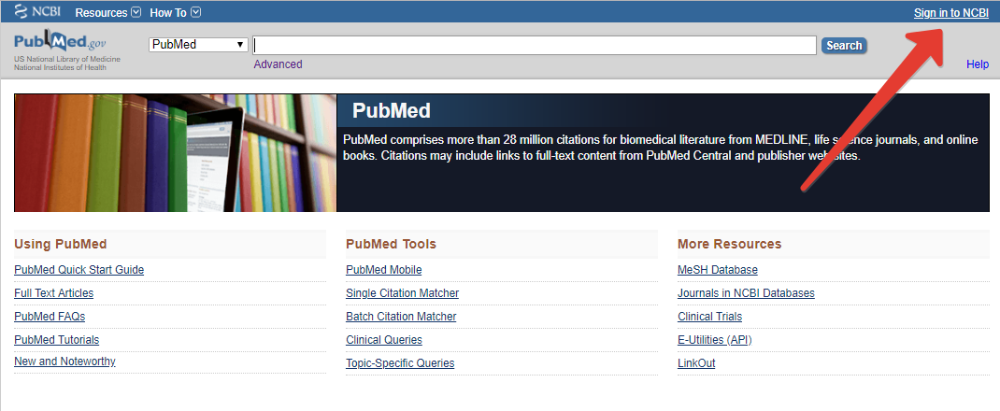 NCBI Resources How To Sign in to NCBI
PubMed.gov
US National Library of Medicine
National Institutes of Health
PubMed
Search
Advanced
Help
PubMed
PubMed comprises more than 28 million citations for biomedical literature from MEDLINE, life science journals, and online
books. Citations may include links to full-text content from PubMed Central and publisher web sites.
Using PubMed
PubMed Quick Start Guide
Full Text Articles
PubMed FAQs
PubMed Tutorials
New and Noteworthy
PubMed Tools
PubMed Mobile
Single Citation Matcher
Batch Citation Matcher
Clinical Queries
Topic-Specific Queries
More Resources
MeSH Database
Journals in NCBI Databases
Clinical Trials
E-Utilities (API)
LinkOut